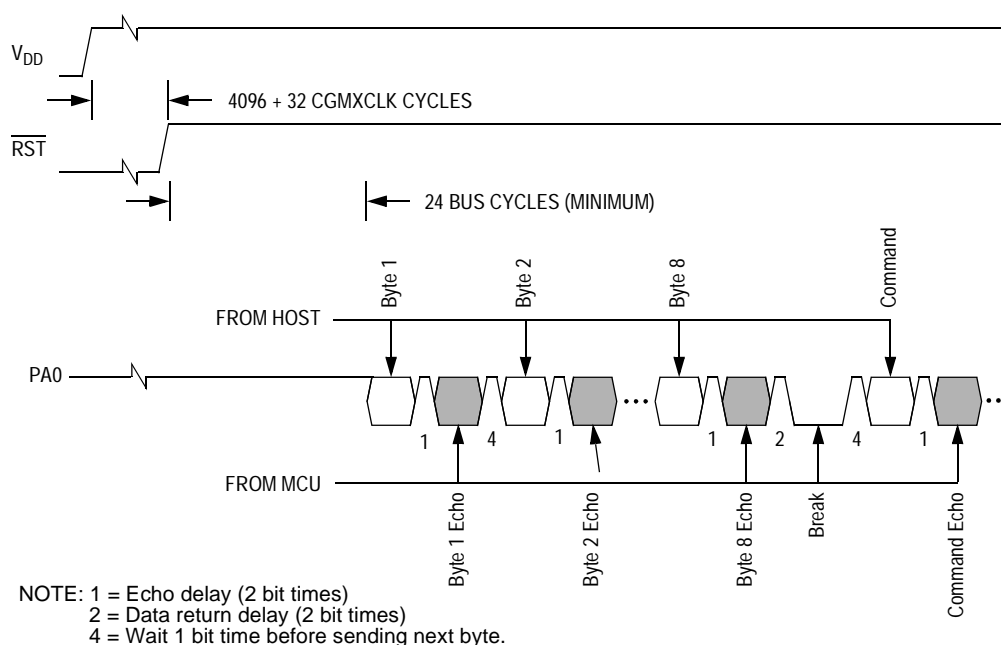 VDD
4096 + 32 CGMXCLK CYCLES
RST
24 BUS CYCLES (MINIMUM)
Byte 1
Byte 2
Byte 8
Command
FROM HOST
PA0
1
4
1
1
2
4
1
FROM MCU
Byte 1 Echo
Byte 2 Echo
Byte 8 Echo
Break
Command Echo
NOTE: 1 = Echo delay (2 bit times)
2 = Data return delay (2 bit times)
4 = Wait 1 bit time before sending next byte.